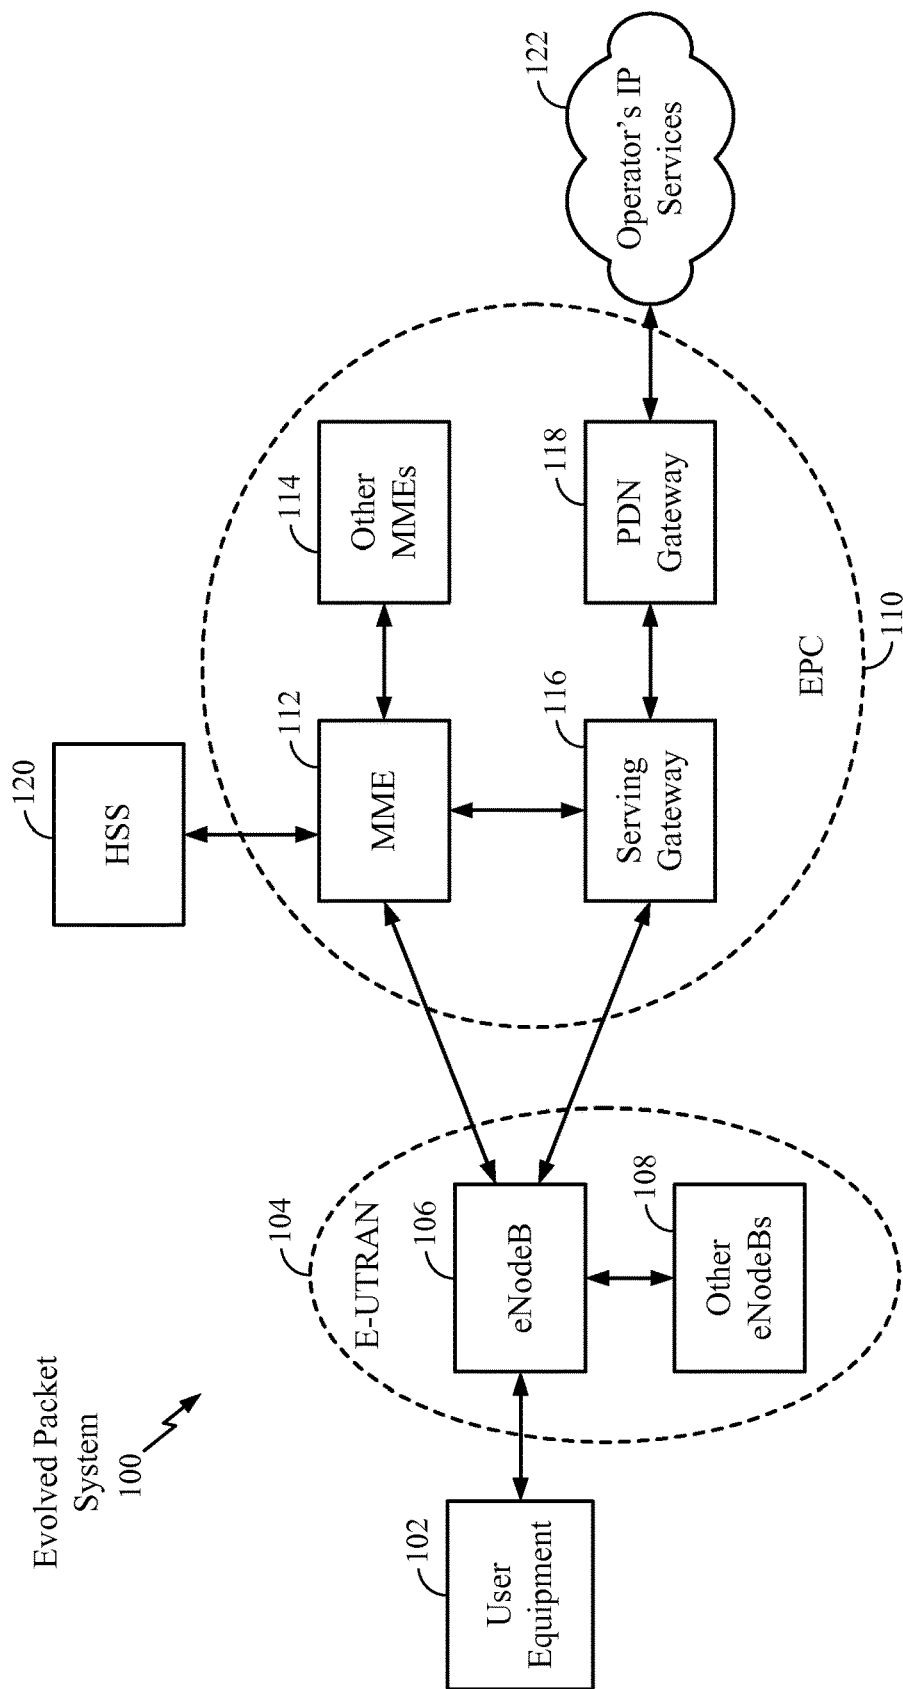 Evolved Packet
System
100
102
User
Equipment
104
E-UTRAN
106
eNodeB
108
Other
eNodeBs
120
HSS
112
MME
114
Other
MMEs
116
Serving
Gateway
118
PDN
Gateway
EPC
110
122
Operator's IP
Services